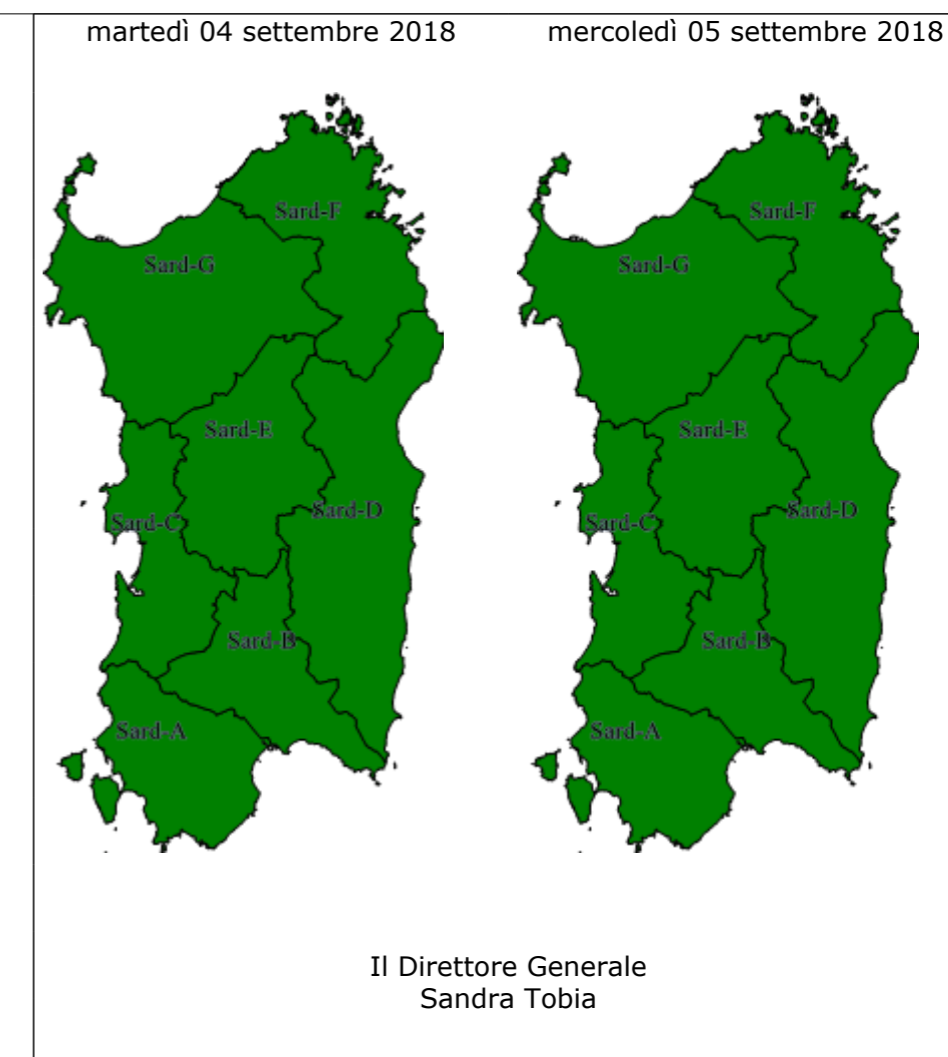 martedì 04 settembre 2018
mercoledì 05 settembre 2018
Sard-F
Sard-G
Sard-E
Sard-D
Sard-C
Sard-B
Sard-A
Sard-F
Sard-G
Sard-E
Sard-D
Sard-C
Sard-B
Sard-A
Il Direttore Generale
Sandra Tobia